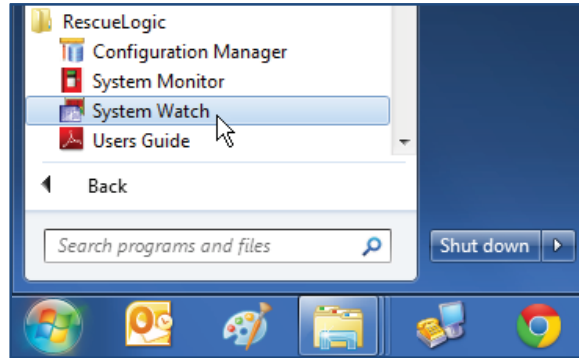 RescueLogic
Configuration Manager
System Monitor
System Watch
Users Guide
Back
Search programs and files
Shut down